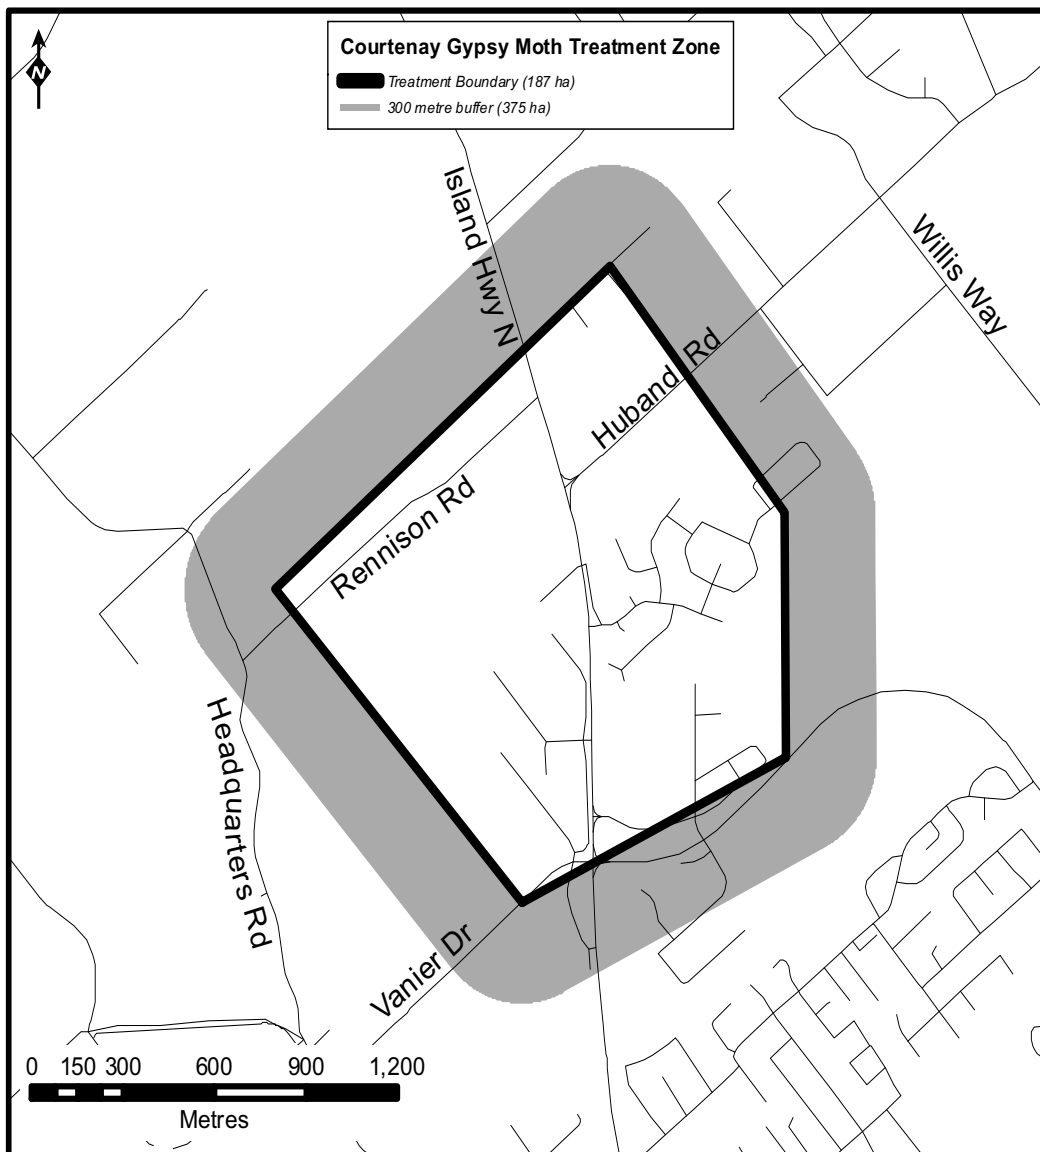 N
Courtenay Gypsy Moth Treatment Zone
Treatment Boundary (187 ha)
300 metre buffer (375 ha)
Island Hwy N
Willis Way
Huband Rd
Rennison Rd
Headquarters Rd
Vanier Dr
0 150 300 600 900 1,200
Metres